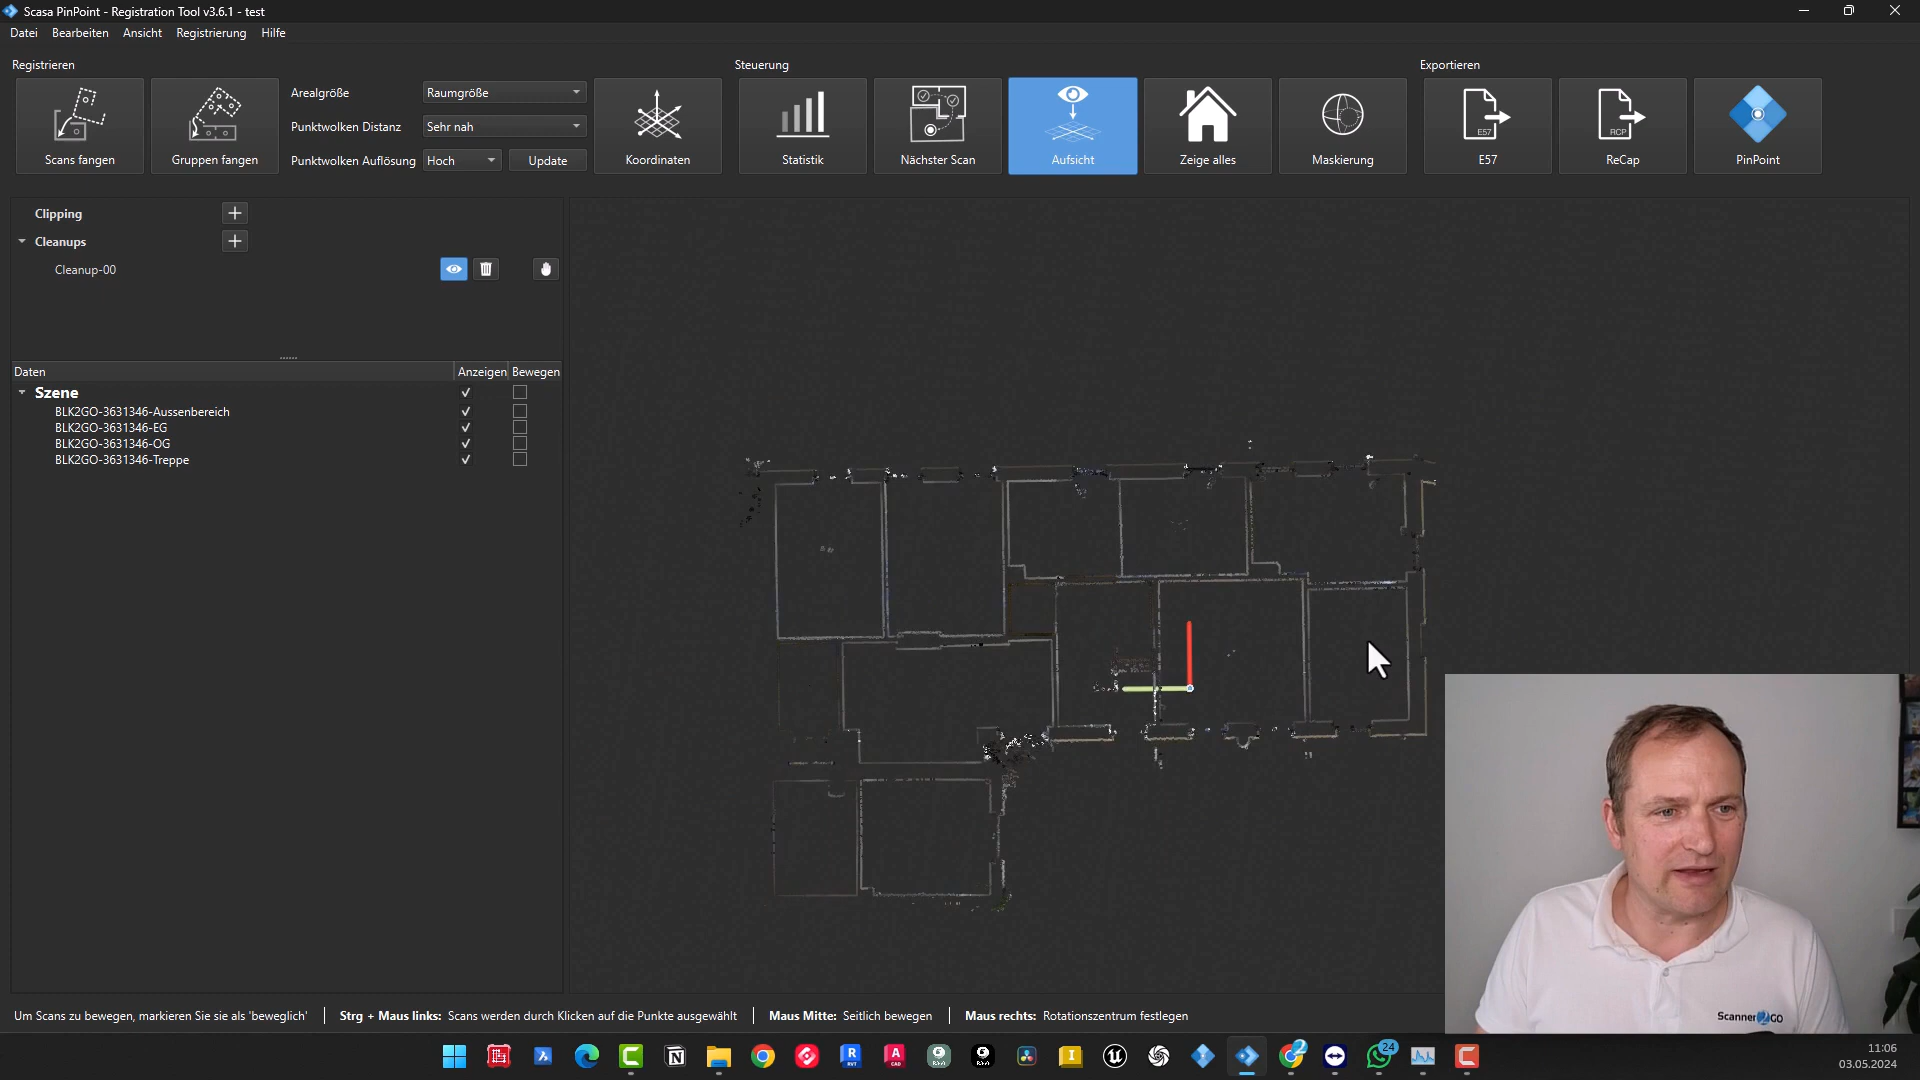 Scasa PinPoint - Registration Tool v3.6.1 - test
Datei Bearbeiten Ansicht Registrierung Hilfe
Registrieren
Steuerung
Exportieren
Scans fangen
Gruppen fangen
Arealgröße Raumgröße
Punktwolken Distanz Sehr nah
Punktwolken Auflösung Hoch Update
Koordinaten
Statistik
Nächster Scan
Aufsicht
Zeige alles
Maskierung
E57
E57
RCP
ReCap
PinPoint
Clipping
Cleanups
Cleanup-00
Daten Anzeigen Bewegen
Szene
BLK2GO-3631346-Aussenbereich
BLK2GO-3631346-EG
BLK2GO-3631346-OG
BLK2GO-3631346-Treppe
Scanner2GO
Um Scans zu bewegen, markieren Sie sie als 'beweglich' Strg + Maus links: Scans werden durch Klicken auf die Punkte ausgewählt Maus Mitte: Seitlich bewegen Maus rechts: Rotationszentrum festlegen
24
11:06
03.05.2024